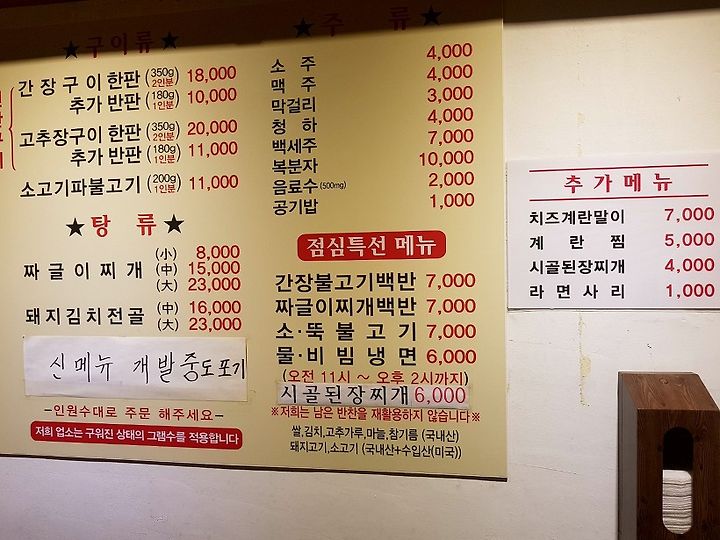 ★구이류★
간장구이한판 (350g 2인분) 18,000
추가반판 (180g 1인분) 10,000
고추장구이한판 (350g 2인분) 20,000
추가반판 (180g 1인분) 11,000
소고기파불고기 (200g 1인분) 11,000
★탕류★
짜글이찌개 (小) 8,000
(中) 15,000
(大) 23,000
돼지김치전골 (中) 16,000
(大) 23,000
신메뉴 개발중도포기
–인원수대로 주문 해주세요–
저희 업소는 구워진 상태의 그램수를 적용합니다
★주류★
소주 4,000
맥주 4,000
막걸리 3,000
청하 4,000
백세주 7,000
복분자 10,000
음료수(500mg) 2,000
공기밥 1,000
점심특선 메뉴
간장불고기백반 7,000
짜글이찌개백반 7,000
소·뚝불고기 7,000
물·비빔냉면 6,000
(오전 11시 ~ 오후 2시까지)
시골된장찌개 6,000
※저희는 남은 반찬을 재활용하지 않습니다※
쌀,김치,고추가루,마늘,참기름 (국내산)
돼지고기,소고기 (국내산+수입산(미국))
추가메뉴
치즈계란말이 7,000
계란찜 5,000
시골된장찌개 4,000
라면사리 1,000